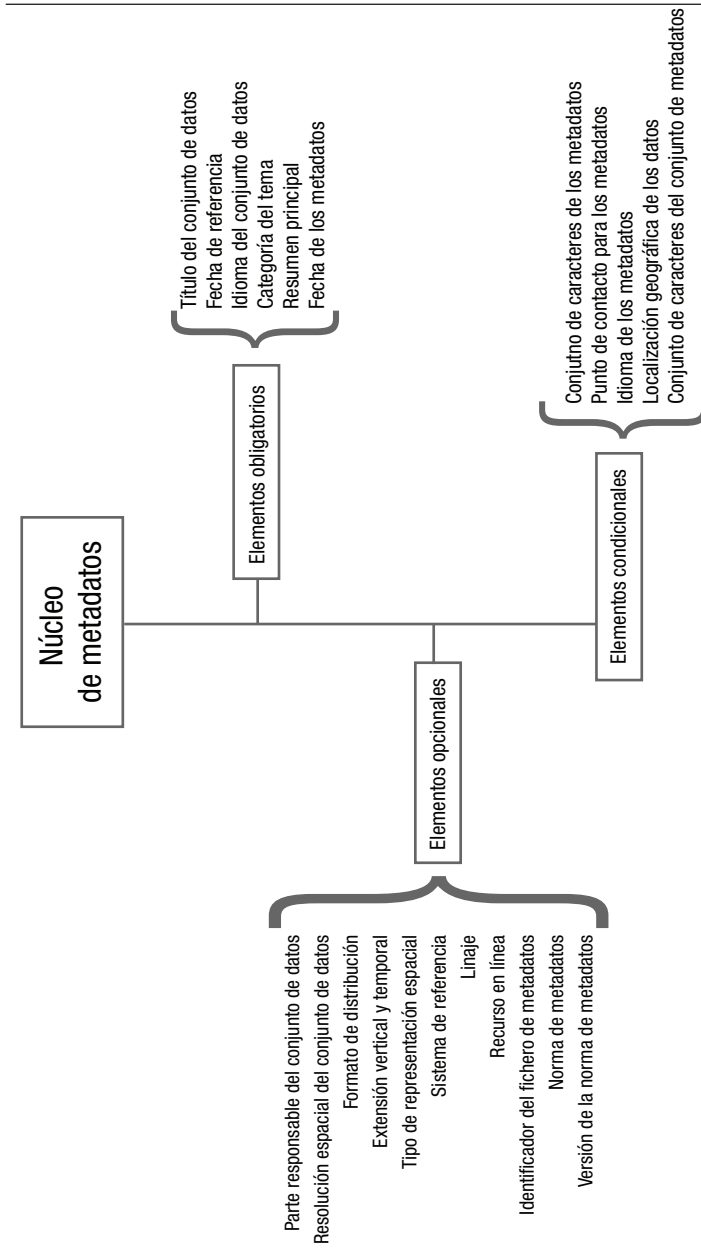 Núcleo
de metadatos
Elementos obligatorios
Título del conjunto de datos
Fecha de referencia
Idioma del conjunto de datos
Categoría del tema
Resumen principal
Fecha de los metadatos
Elementos opcionales
Parte responsable del conjunto de datos
Resolución espacial del conjunto de datos
Formato de distribución
Extensión vertical y temporal
Tipo de representación espacial
Sistema de referencia
Linaje
Recurso en línea
Identificador del fichero de metadatos
Norma de metadatos
Versión de la norma de metadatos
Elementos condicionales
Conjutno de caracteres de los metadatos
Punto de contacto para los metadatos
Idioma de los metadatos
Localización geográfica de los datos
Conjunto de caracteres del conjunto de metadatos